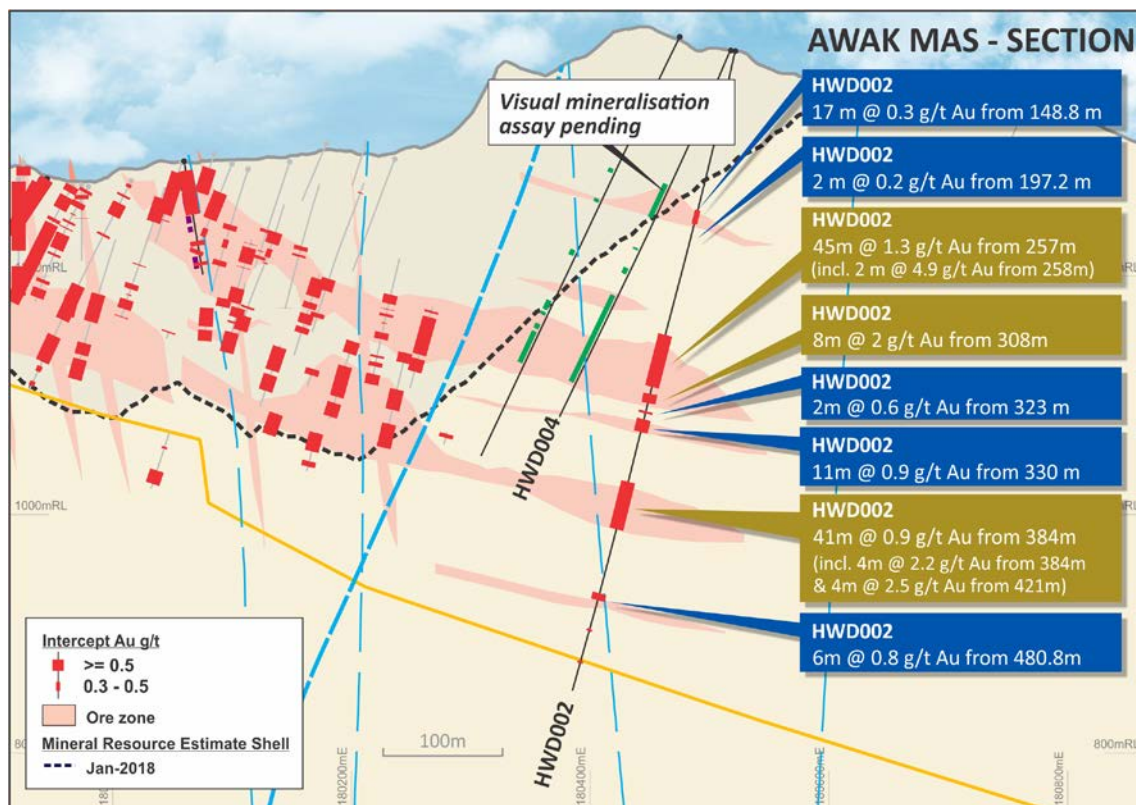 AWAK MAS - SECTION
Visual mineralisation
assay pending
HWD002
17 m @ 0.3 g/t Au from 148.8 m
HWD002
2 m @ 0.2 g/t Au from 197.2 m
HWD002
45m @ 1.3 g/t Au from 257m
(incl. 2 m @ 4.9 g/t Au from 258m)
HWD002
8m @ 2 g/t Au from 308m
HWD002
2m @ 0.6 g/t Au from 323 m
HWD002
11m @ 0.9 g/t Au from 330 m
HWD002
41m @ 0.9 g/t Au from 384m
(incl. 4m @ 2.2 g/t Au from 384m
& 4m @ 2.5 g/t Au from 421m)
HWD002
6m @ 0.8 g/t Au from 480.8m
HWD004
HWD002
1000mRL
1000mRL
800mRL
100m
180200mE
180400mE
180600mE
180800mE
Intercept Au g/t
>= 0.5
0.3 - 0.5
Ore zone
Mineral Resource Estimate Shell
Jan-2018